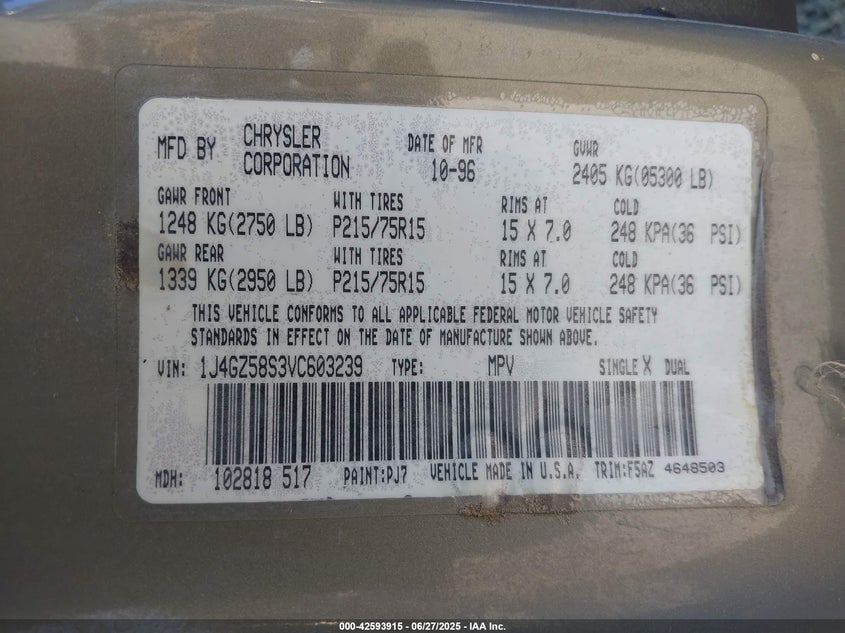 MFD BY CHRYSLER CORPORATION DATE OF MFR 10-96 GVWR 2405 KG(05300 LB)
GAWR FRONT WITH TIRES RIMS AT COLD
1248 KG(2750 LB) P215/75R15 15 X 7.0 248 KPA(36 PSI)
GAWR REAR WITH TIRES RIMS AT COLD
1339 KG(2950 LB) P215/75R15 15 X 7.0 248 KPA(36 PSI)
THIS VEHICLE CONFORMS TO ALL APPLICABLE FEDERAL MOTOR VEHICLE SAFETY
STANDARDS IN EFFECT ON THE DATE OF MANUFACTURE SHOWN ABOVE.
VIN: 1J4GZ58S3VC603239 TYPE: MPV SINGLE X DUAL
MDH: 102818 517 PAINT:PJ7 VEHICLE MADE IN U.S.A. TRIM:F5AZ 4648503
000-42593915 - 06/27/2025 - IAA Inc.